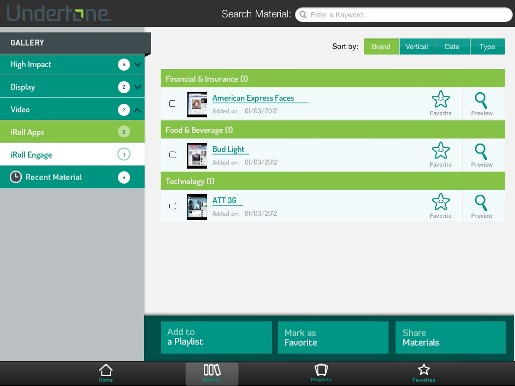 Undertone
Search Material: Enter a Keyword...
GALLERY
Sort by: Brand Vertical Date Type
High Impact 4
Display 2
Video 2
iRoll Apps 3
iRoll Engage 1
Recent Material 4
Financial & Insurance (1)
American Express Faces
Added on: 01/03/2012
Favorite Preview
Food & Beverage (1)
Bud Light
Added on: 01/03/2012
Favorite Preview
Technology (1)
ATT 3G
Added on: 01/03/2012
Favorite Preview
Add to
a Playlist
Mark as
Favorite
Share
Materials
Home Gallery Playlists Favorites